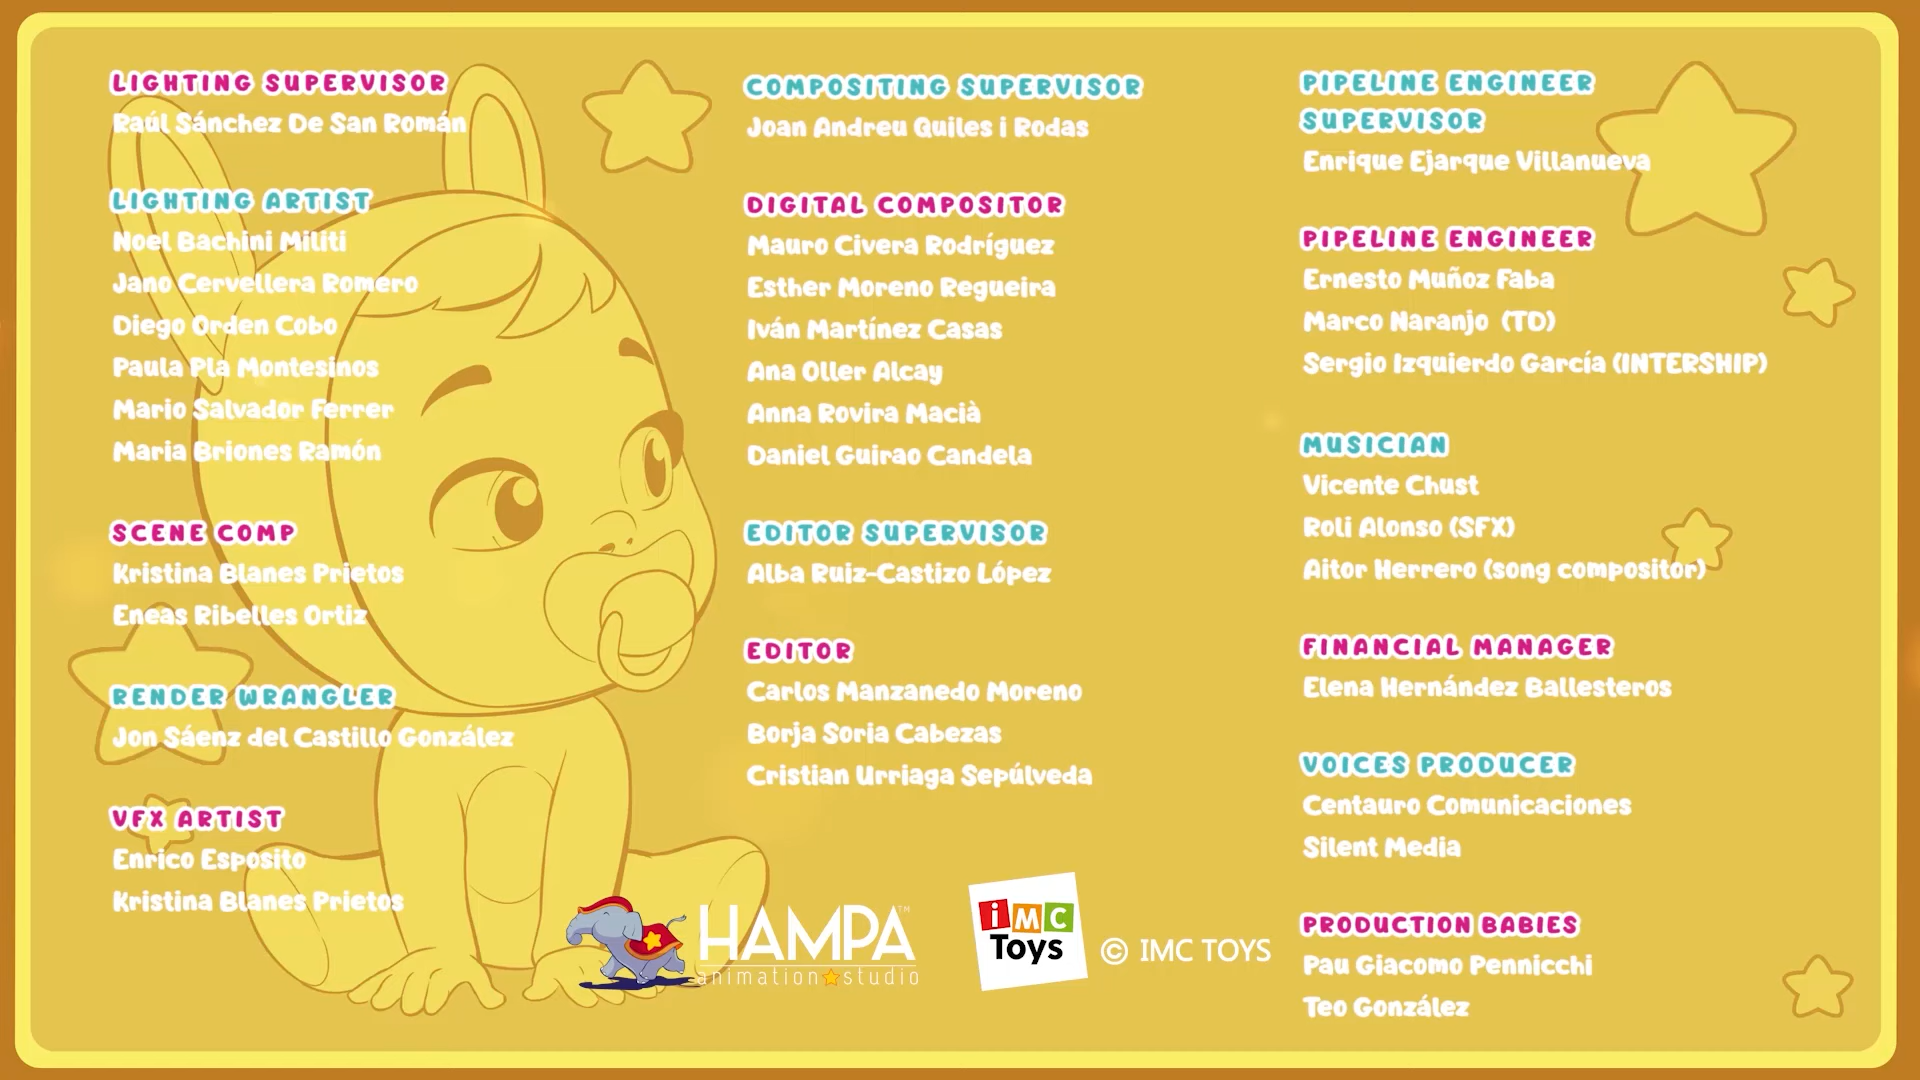 LIGHTING SUPERVISOR
Raúl Sánchez De San Román
LIGHTING ARTIST
Noel Bachini Militi
Jano Cervellera Romero
Diego Orden Cobo
Paula Pla Montesinos
Mario Salvador Ferrer
Maria Briones Ramón
SCENE COMP
Kristina Blanes Prietos
Eneas Ribelles Ortiz
RENDER WRANGLER
Jon Sáenz del Castillo González
VFX ARTIST
Enrico Esposito
Kristina Blanes Prietos
COMPOSITING SUPERVISOR
Joan Andreu Quiles i Rodas
DIGITAL COMPOSITOR
Mauro Civera Rodríguez
Esther Moreno Regueira
Iván Martínez Casas
Ana Oller Alcay
Anna Rovira Macià
Daniel Guirao Candela
EDITOR SUPERVISOR
Alba Ruiz-Castizo López
EDITOR
Carlos Manzanedo Moreno
Borja Soria Cabezas
Cristian Urriaga Sepúlveda
HAMPA™
animation studio
iMC
Toys
© IMC TOYS
PIPELINE ENGINEER
SUPERVISOR
Enrique Ejarque Villanueva
PIPELINE ENGINEER
Ernesto Muñoz Faba
Marco Naranjo (TD)
Sergio Izquierdo García (INTERSHIP)
MUSICIAN
Vicente Chust
Roli Alonso (SFX)
Aitor Herrero (song compositor)
FINANCIAL MANAGER
Elena Hernández Ballesteros
VOICES PRODUCER
Centauro Comunicaciones
Silent Media
PRODUCTION BABIES
Pau Giacomo Pennicchi
Teo González